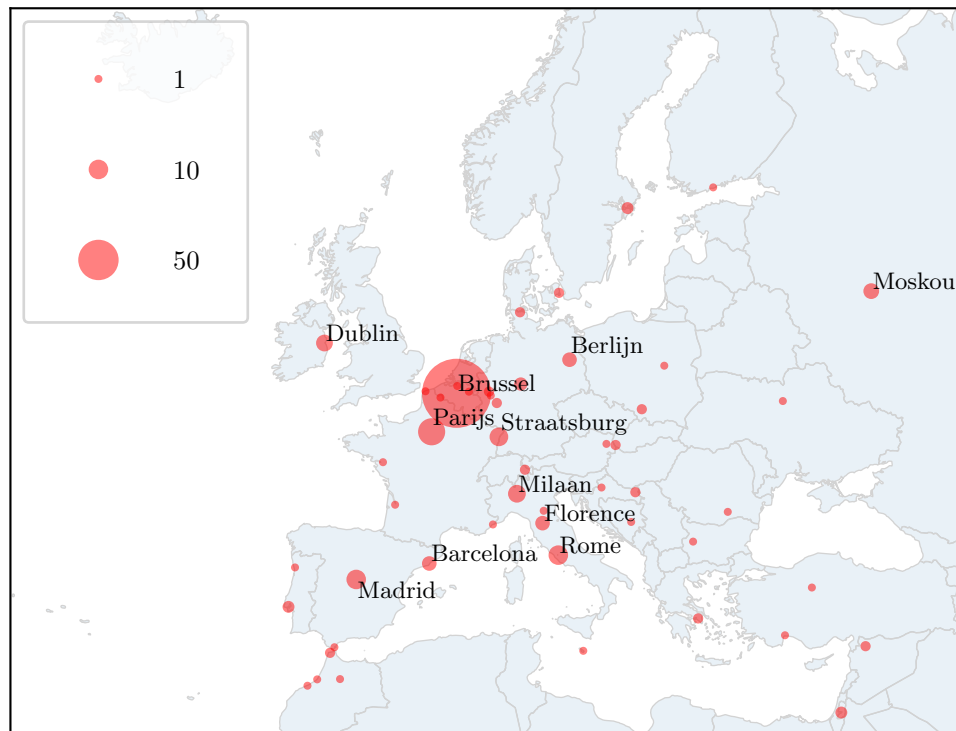 1
10
50
Moskou
Dublin
Berlijn
Brussel
Parijs
Straatsburg
Milaan
Florence
Rome
Barcelona
Madrid